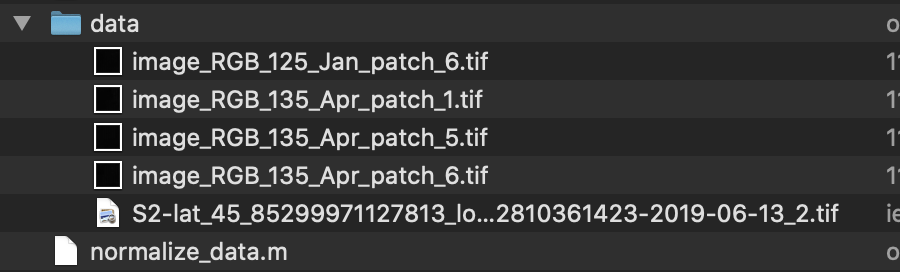 data
image_RGB_125_Jan_patch_6.tif
image_RGB_135_Apr_patch_1.tif
image_RGB_135_Apr_patch_5.tif
image_RGB_135_Apr_patch_6.tif
S2-lat_45_85299971127813_lo...2810361423-2019-06-13_2.tif
normalize_data.m